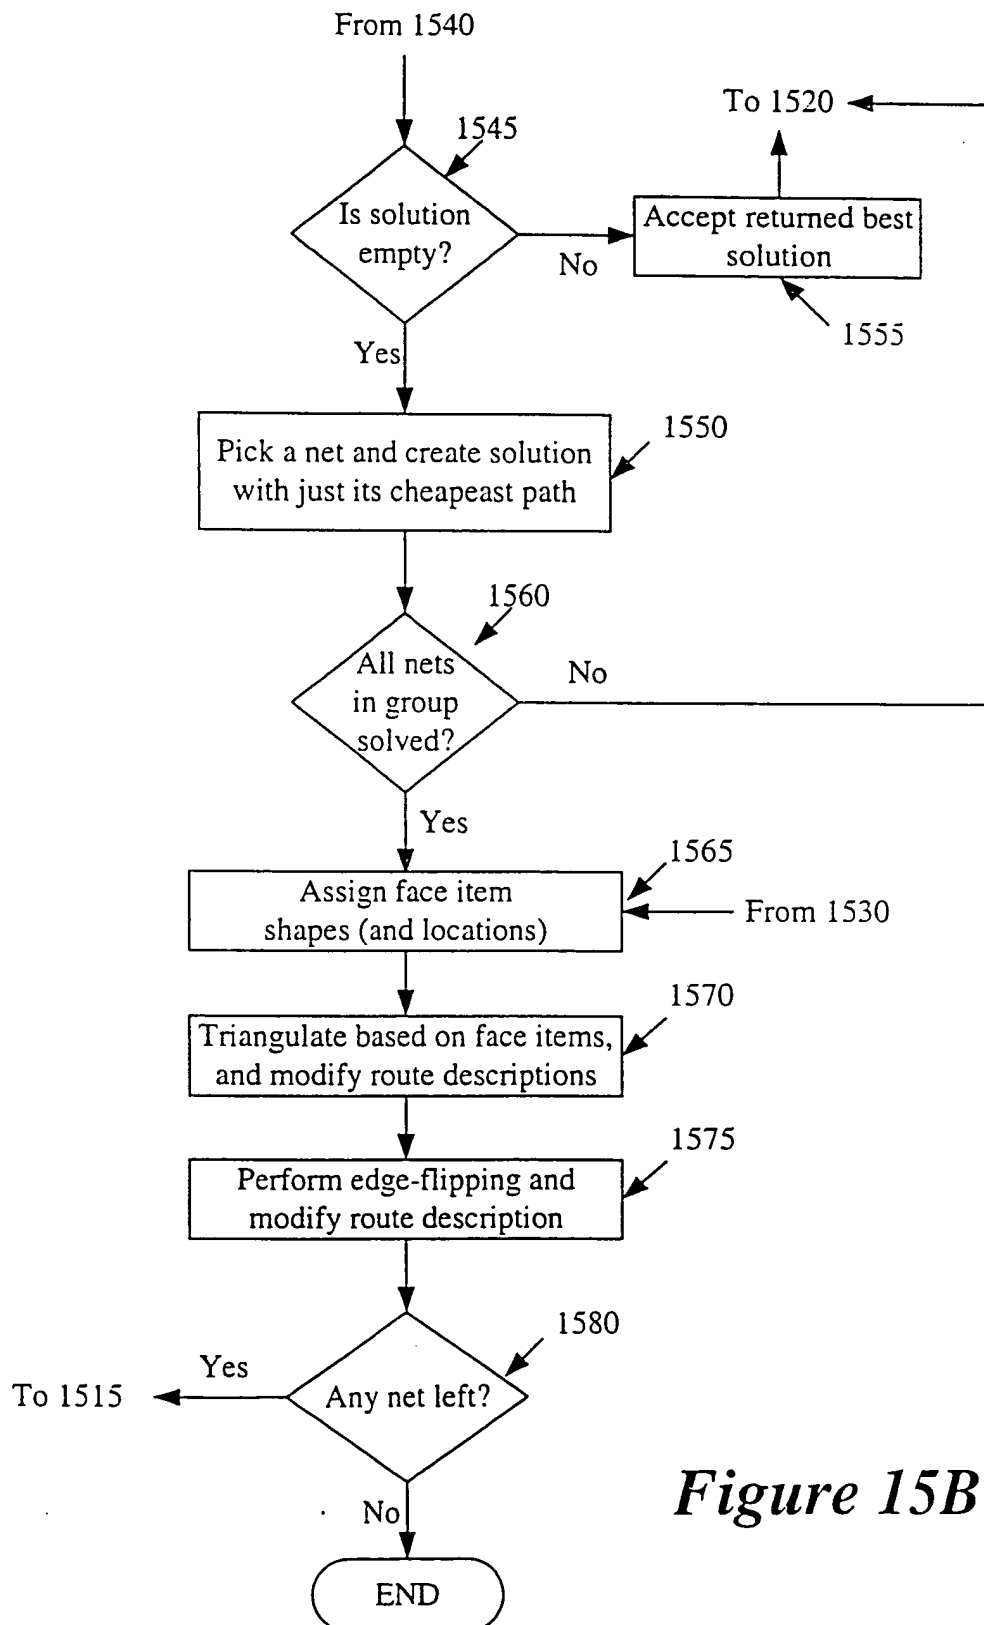 From 1540
To 1520
1545
Is solution
empty?
No
Accept returned best
solution
1555
Yes
1550
Pick a net and create solution
with just its cheapeast path
1560
All nets
in group
solved?
No
Yes
1565
Assign face item
shapes (and locations)
From 1530
1570
Triangulate based on face items,
and modify route descriptions
1575
Perform edge-flipping and
modify route description
1580
Yes
To 1515
Any net left?
No
Figure 15B
END